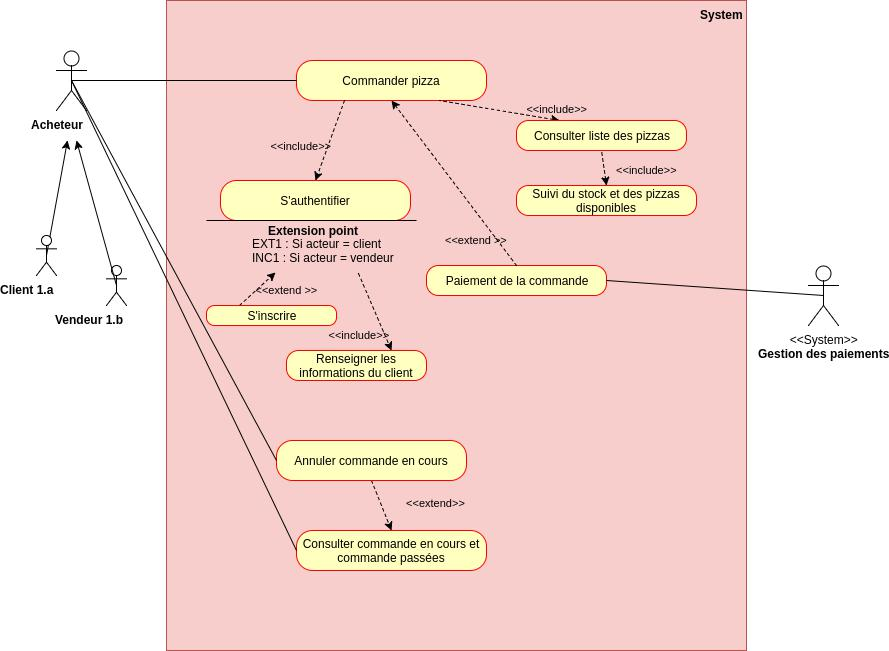 System
Commander pizza
<<include>>
Consulter liste des pizzas
Acheteur
<<include>>
<<include>>
S'authentifier
Suivi du stock et des pizzas
disponibles
Extension point
EXT1 : Si acteur = client
INC1 : Si acteur = vendeur
<<extend >>
Paiement de la commande
Client 1.a
<<extend >>
Vendeur 1.b
S'inscrire
<<include>>
<<System>>
Gestion des paiements
Renseigner les
informations du client
Annuler commande en cours
<<extend>>
Consulter commande en cours et
commande passées